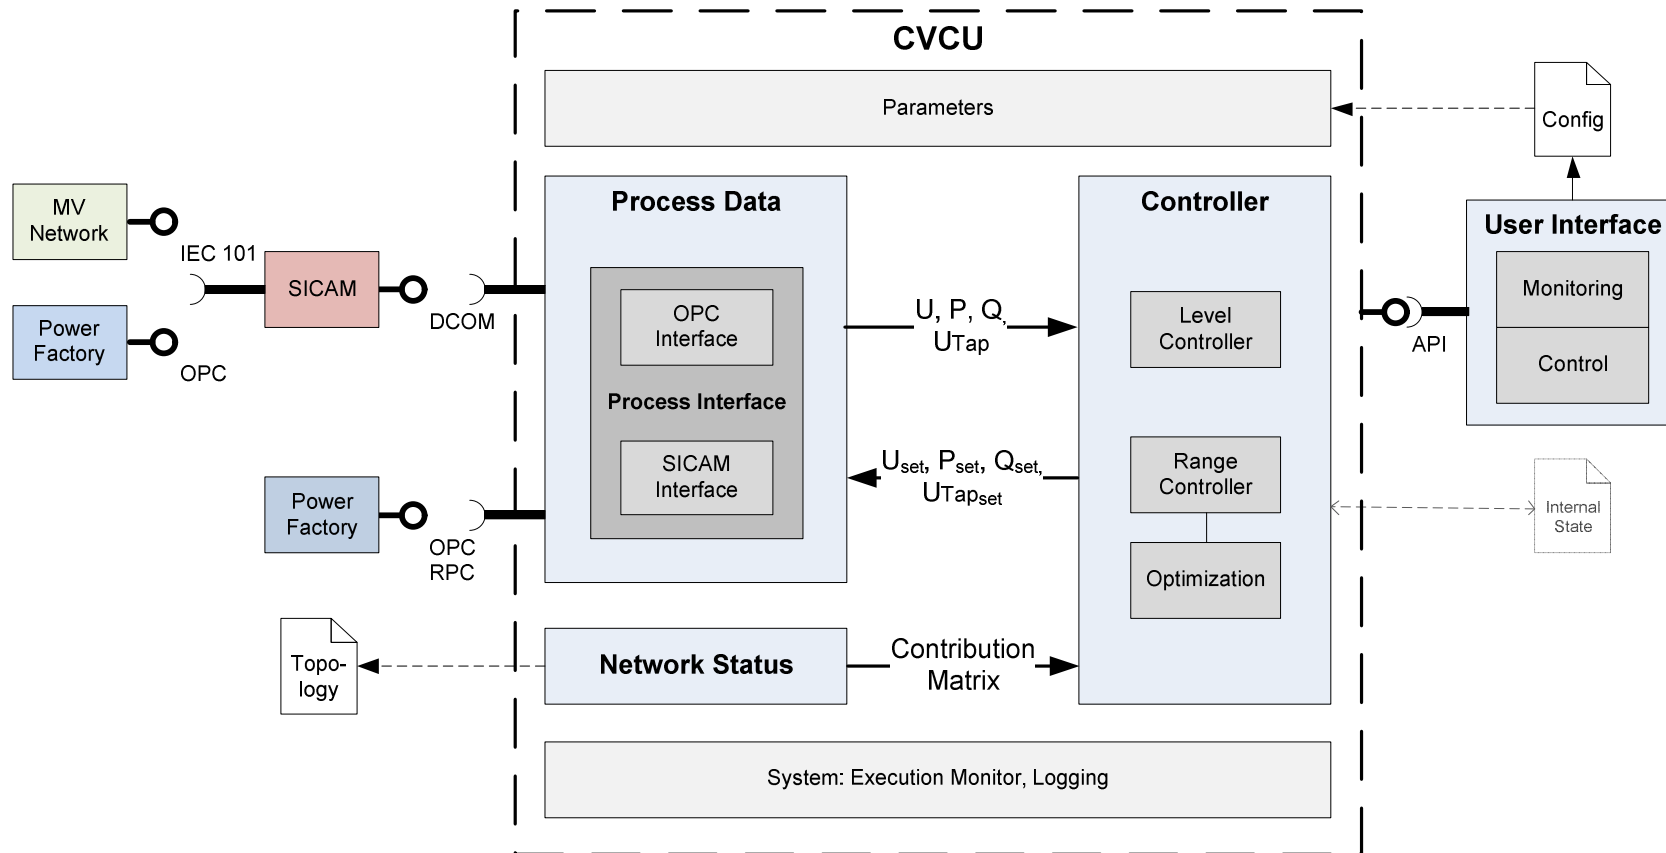 CVCU
Parameters
Config
MV
Network
IEC 101
SICAM
Power
Factory
OPC
DCOM
Process Data
OPC
Interface
Process Interface
SICAM
Interface
U, P, Q,
UTap
Uset, Pset, Qset,
UTapset
Controller
Level
Controller
Range
Controller
Optimization
API
User Interface
Monitoring
Control
Internal
State
Power
Factory
OPC
RPC
Topo-
logy
Network Status
Contribution
Matrix
System: Execution Monitor, Logging